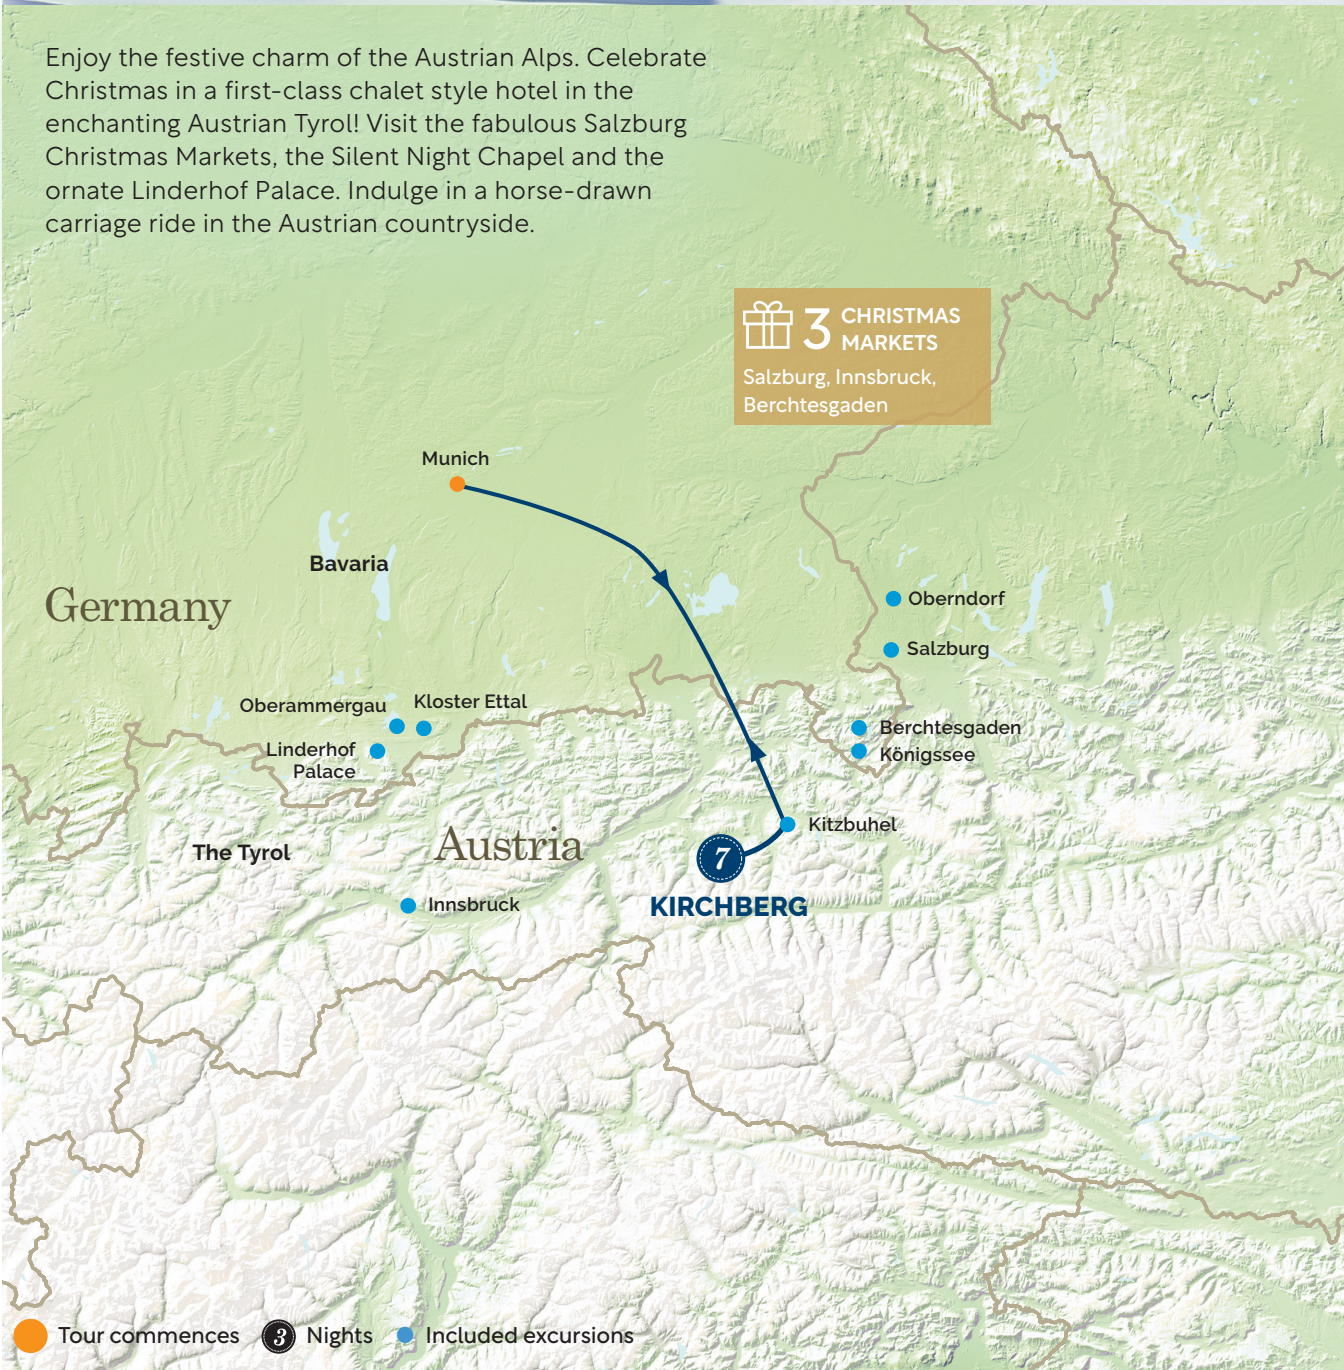 Enjoy the festive charm of the Austrian Alps. Celebrate
Christmas in a first-class chalet style hotel in the
enchanting Austrian Tyrol! Visit the fabulous Salzburg
Christmas Markets, the Silent Night Chapel and the
ornate Linderhof Palace. Indulge in a horse-drawn
carriage ride in the Austrian countryside.
3 CHRISTMAS
MARKETS
Salzburg, Innsbruck,
Berchtesgaden
Munich
Bavaria
Germany
Oberndorf
Salzburg
Oberammergau
Kloster Ettal
Linderhof
Palace
Berchtesgaden
Königssee
Kitzbuhel
The Tyrol
Austria
7
KIRCHBERG
Innsbruck
Tour commences
3 Nights
Included excursions